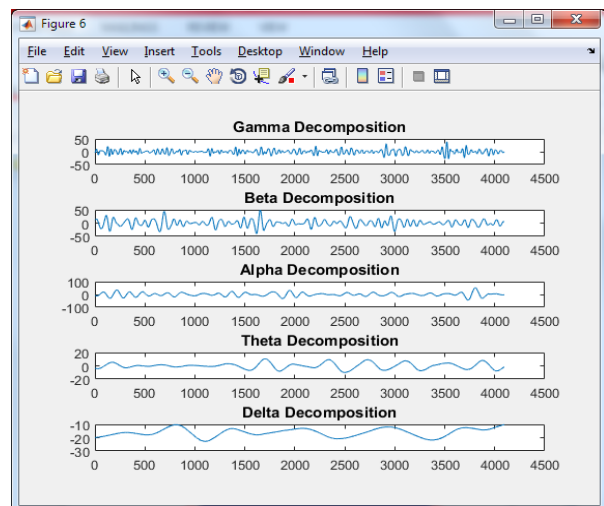 Figure 6
File Edit View Insert Tools Desktop Window Help
Gamma Decomposition
50
0
-50
0 500 1000 1500 2000 2500 3000 3500 4000 4500
Beta Decomposition
50
0
-50
0 500 1000 1500 2000 2500 3000 3500 4000 4500
Alpha Decomposition
100
0
-100
0 500 1000 1500 2000 2500 3000 3500 4000 4500
Theta Decomposition
20
0
-20
0 500 1000 1500 2000 2500 3000 3500 4000 4500
Delta Decomposition
-10
-20
-30
0 500 1000 1500 2000 2500 3000 3500 4000 4500